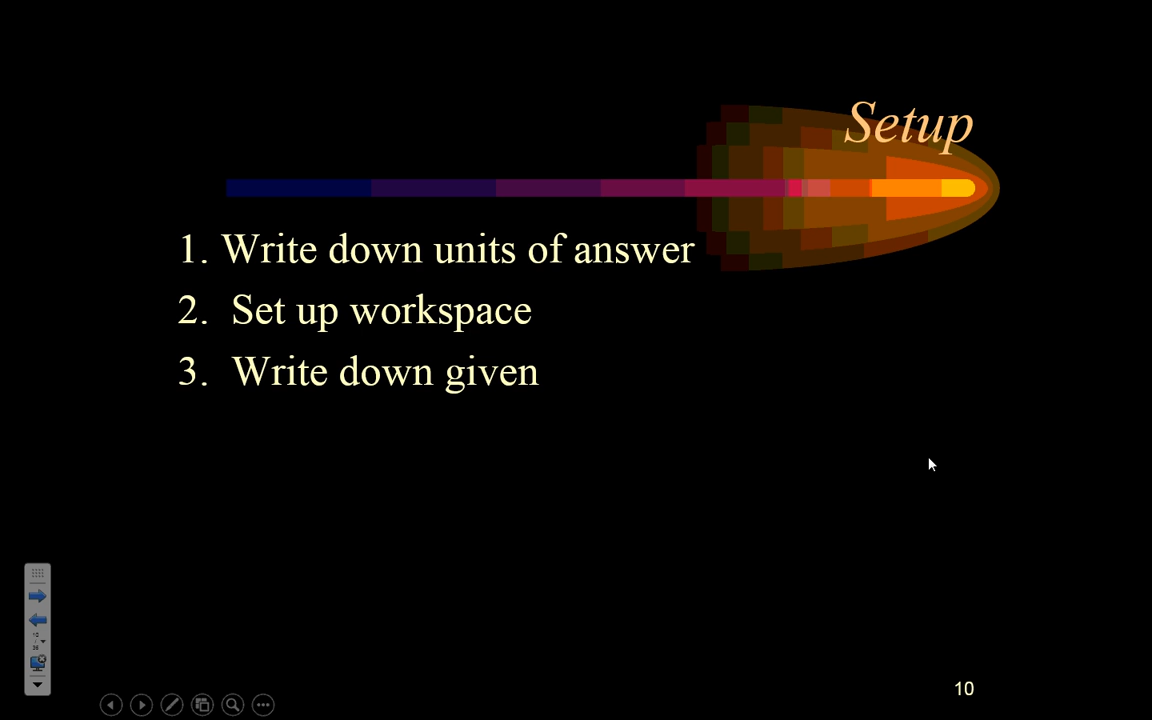 Setup
1. Write down units of answer
2. Set up workspace
3. Write down given
10